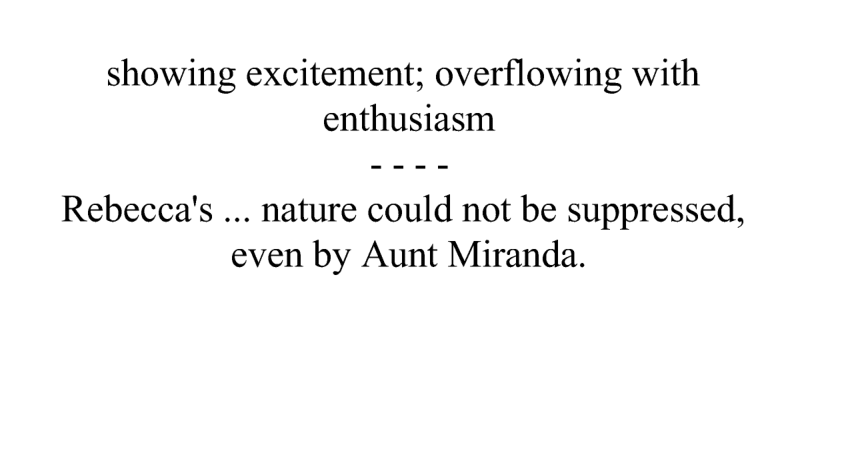 showing excitement; overflowing with
enthusiasm
- - - -
Rebecca's ... nature could not be suppressed,
even by Aunt Miranda.